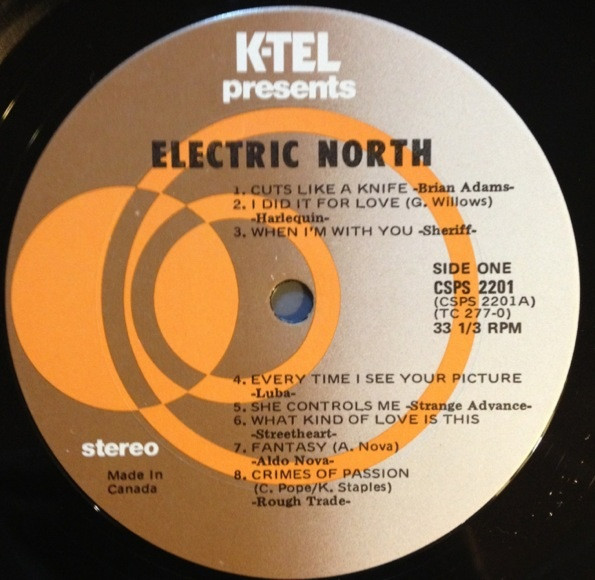 K-TEL
presents
ELECTRIC NORTH
1. CUTS LIKE A KNIFE -Brian Adams-
2. I DID IT FOR LOVE (G. Willows)
-Harlequin-
3. WHEN I'M WITH YOU -Sheriff-
SIDE ONE
CSPS 2201
(CSPS 2201A)
(TC 277-0)
33 1/3 RPM
4. EVERY TIME I SEE YOUR PICTURE
-Luba-
5. SHE CONTROLS ME -Strange Advance-
6. WHAT KIND OF LOVE IS THIS
-Streetheart-
7. FANTASY (A. Nova)
-Aldo Nova-
8. CRIMES OF PASSION
(C. Pope/K. Staples)
-Rough Trade-
stereo
Made In
Canada